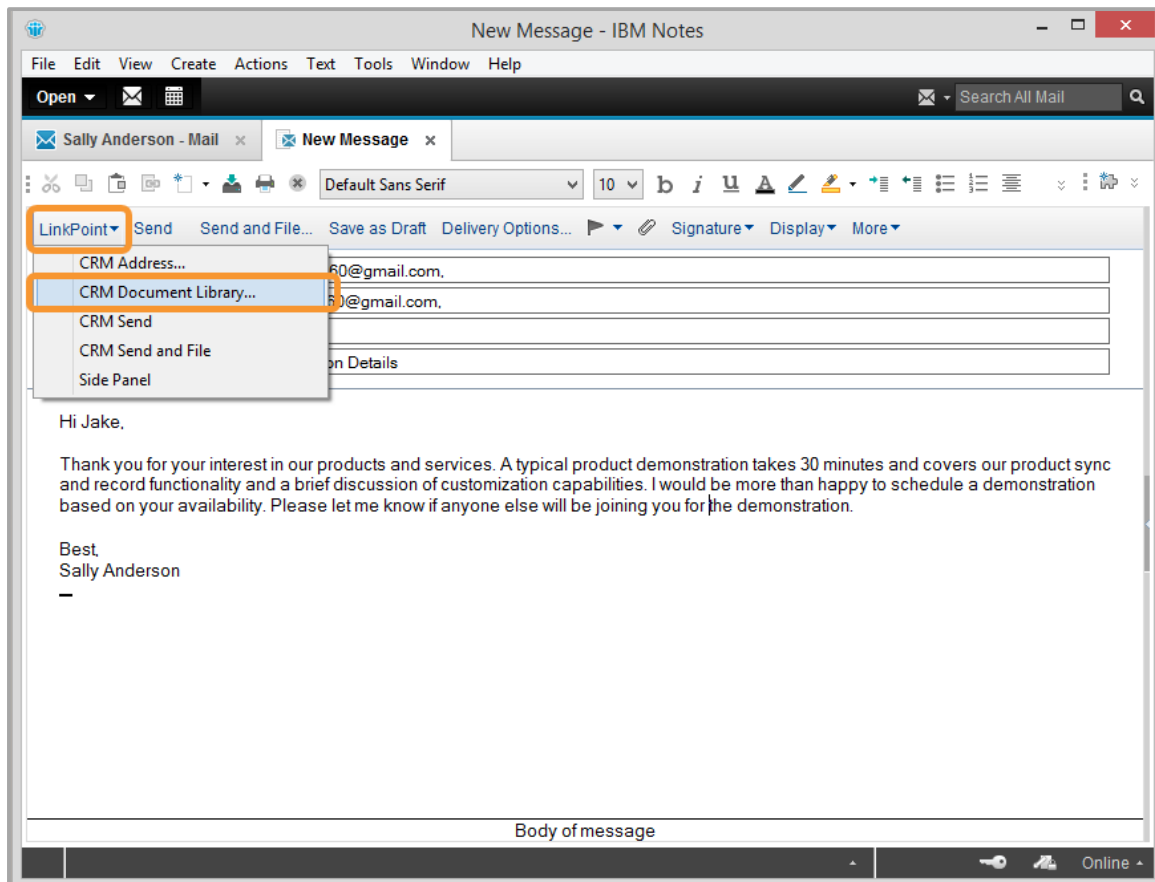 New Message - IBM Notes
File Edit View Create Actions Text Tools Window Help
Open Search All Mail
Sally Anderson - Mail New Message
Default Sans Serif 10 b i u A
LinkPoint Send Send and File... Save as Draft Delivery Options... Signature Display More
CRM Address... 60@gmail.com,
CRM Document Library... 60@gmail.com,
CRM Send
CRM Send and File on Details
Side Panel
Hi Jake,
Thank you for your interest in our products and services. A typical product demonstration takes 30 minutes and covers our product sync
and record functionality and a brief discussion of customization capabilities. I would be more than happy to schedule a demonstration
based on your availability. Please let me know if anyone else will be joining you for the demonstration.
Best,
Sally Anderson
Body of message
Online